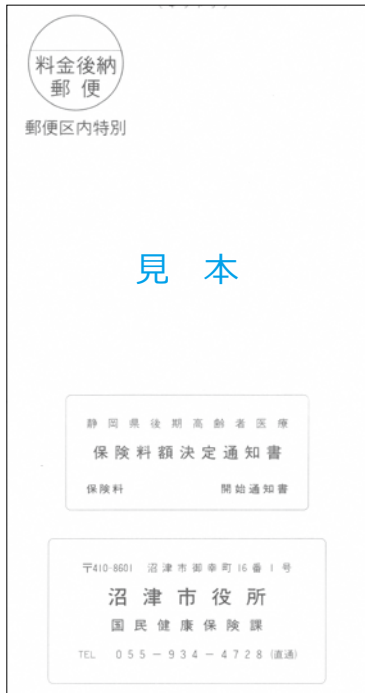 料金後納
郵便
郵便区内特別
見本
静岡県後期高齢者医療
保険料額決定通知書
保険料 開始通知書
〒410-8601 沼津市御幸町16番1号
沼津市役所
国民健康保険課
TEL 055-934-4728(直通)